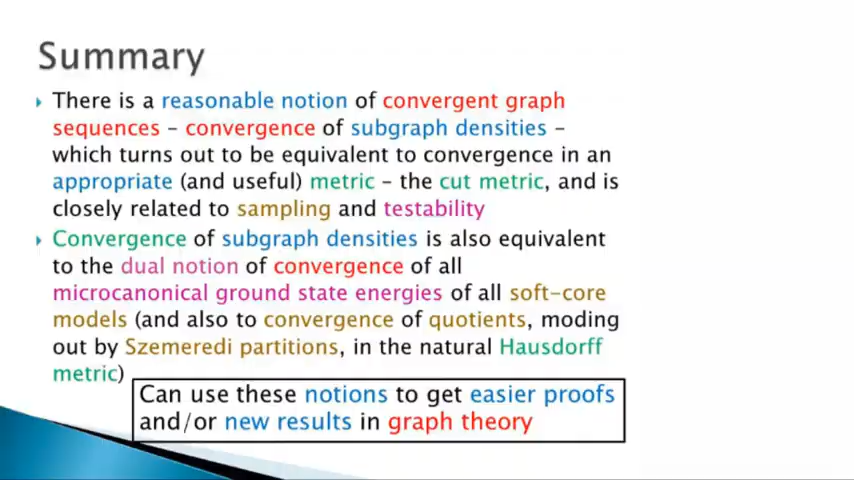 Summary
There is a reasonable notion of convergent graph
sequences – convergence of subgraph densities –
which turns out to be equivalent to convergence in an
appropriate (and useful) metric – the cut metric, and is
closely related to sampling and testability
Convergence of subgraph densities is also equivalent
to the dual notion of convergence of all
microcanonical ground state energies of all soft-core
models (and also to convergence of quotients, moding
out by Szemeredi partitions, in the natural Hausdorff
metric)
Can use these notions to get easier proofs
and/or new results in graph theory